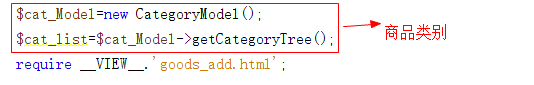 $cat_Model=new CategoryModel();
$cat_list=$cat_Model->getCategoryTree();
商品类别
require __VIEW__.'goods_add.html';